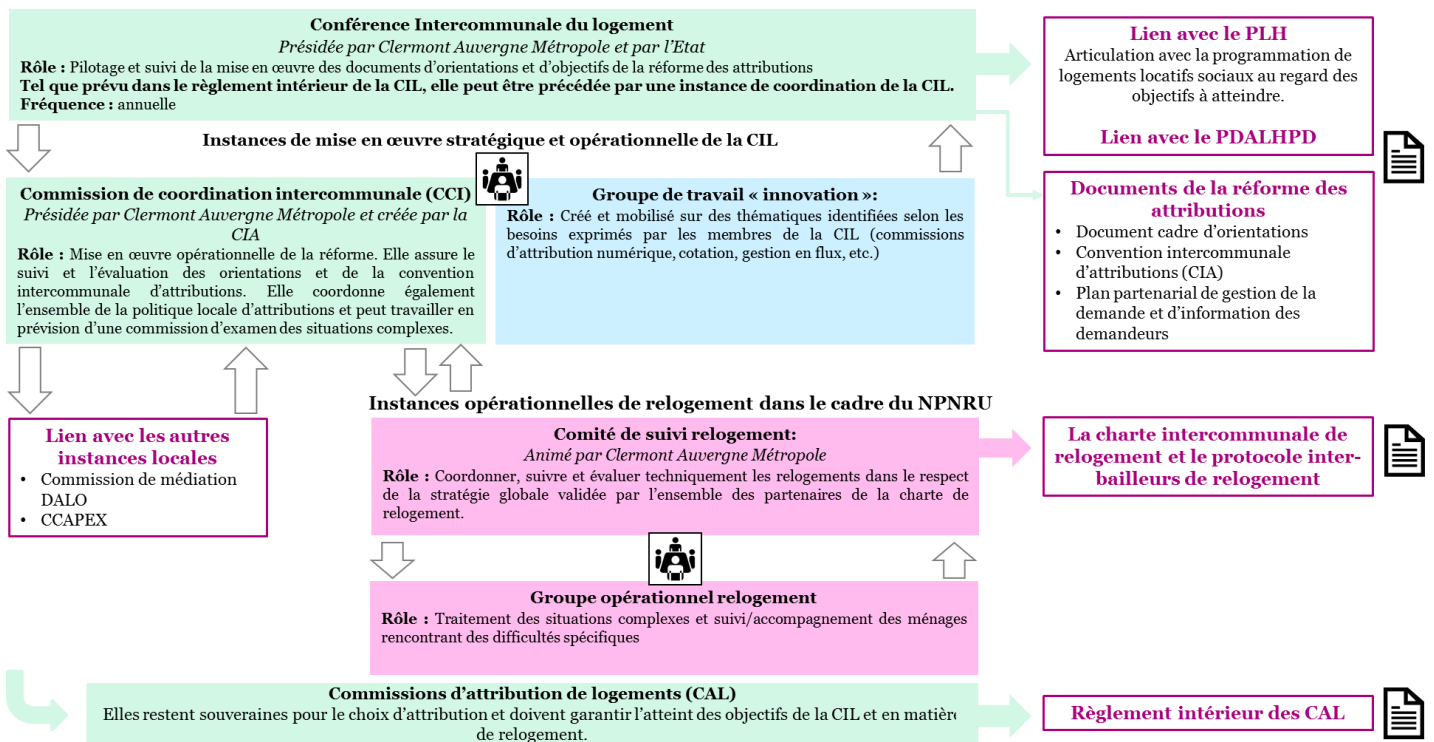 Conférence Intercommunale du logement
Présidée par Clermont Auvergne Métropole et par l'Etat
Rôle : Pilotage et suivi de la mise en œuvre des documents d'orientations et d'objectifs de la réforme des attributions
Tel que prévu dans le règlement intérieur de la CIL, elle peut être précédée par une instance de coordination de la CIL.
Fréquence : annuelle
Lien avec le PLH
Articulation avec la programmation de
logements locatifs sociaux au regard des
objectifs à atteindre.
Lien avec le PDALHPD
Instances de mise en œuvre stratégique et opérationnelle de la CIL
Commission de coordination intercommunale (CCI)
Présidée par Clermont Auvergne Métropole et créée par la
CIA
Rôle : Mise en œuvre opérationnelle de la réforme. Elle assure le
suivi et l'évaluation des orientations et de la convention
intercommunale d'attributions. Elle coordonne également
l'ensemble de la politique locale d'attributions et peut travailler en
prévision d'une commission d'examen des situations complexes.
Groupe de travail « innovation »:
Rôle : Créé et mobilisé sur des thématiques identifiées selon les
besoins exprimés par les membres de la CIL (commissions
d'attribution numérique, cotation, gestion en flux, etc.)
Documents de la réforme des
attributions
• Document cadre d'orientations
• Convention intercommunale
d'attributions (CIA)
• Plan partenarial de gestion de la
demande et d'information des
demandeurs
Instances opérationnelles de relogement dans le cadre du NPNRU
Lien avec les autres
instances locales
• Commission de médiation
DALO
• CCAPEX
Comité de suivi relogement:
Animé par Clermont Auvergne Métropole
Rôle : Coordonner, suivre et évaluer techniquement les relogements dans le respect
de la stratégie globale validée par l'ensemble des partenaires de la charte de
relogement.
La charte intercommunale de
relogement et le protocole inter-
bailleurs de relogement
Groupe opérationnel relogement
Rôle : Traitement des situations complexes et suivi/accompagnement des ménages
rencontrant des difficultés spécifiques
Commissions d'attribution de logements (CAL)
Elles restent souveraines pour le choix d'attribution et doivent garantir l'atteint des objectifs de la CIL et en matière
de relogement.
Règlement intérieur des CAL